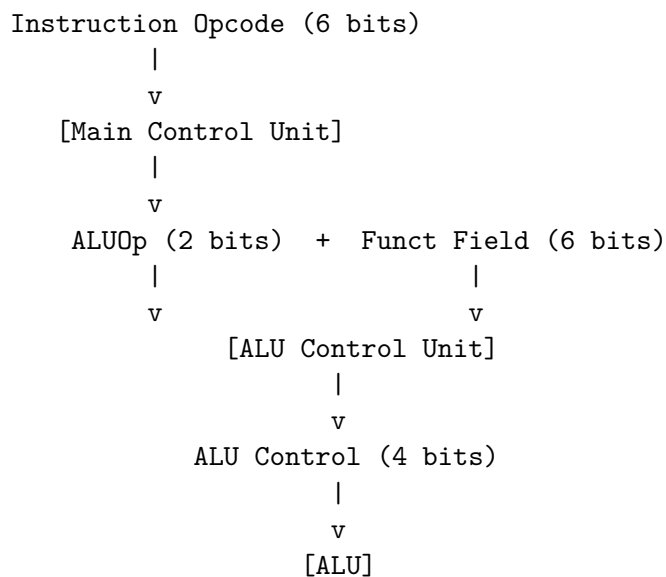 Instruction Opcode (6 bits)
|
v
[Main Control Unit]
|
v
ALUOp (2 bits) + Funct Field (6 bits)
| |
v v
[ALU Control Unit]
|
v
ALU Control (4 bits)
|
v
[ALU]